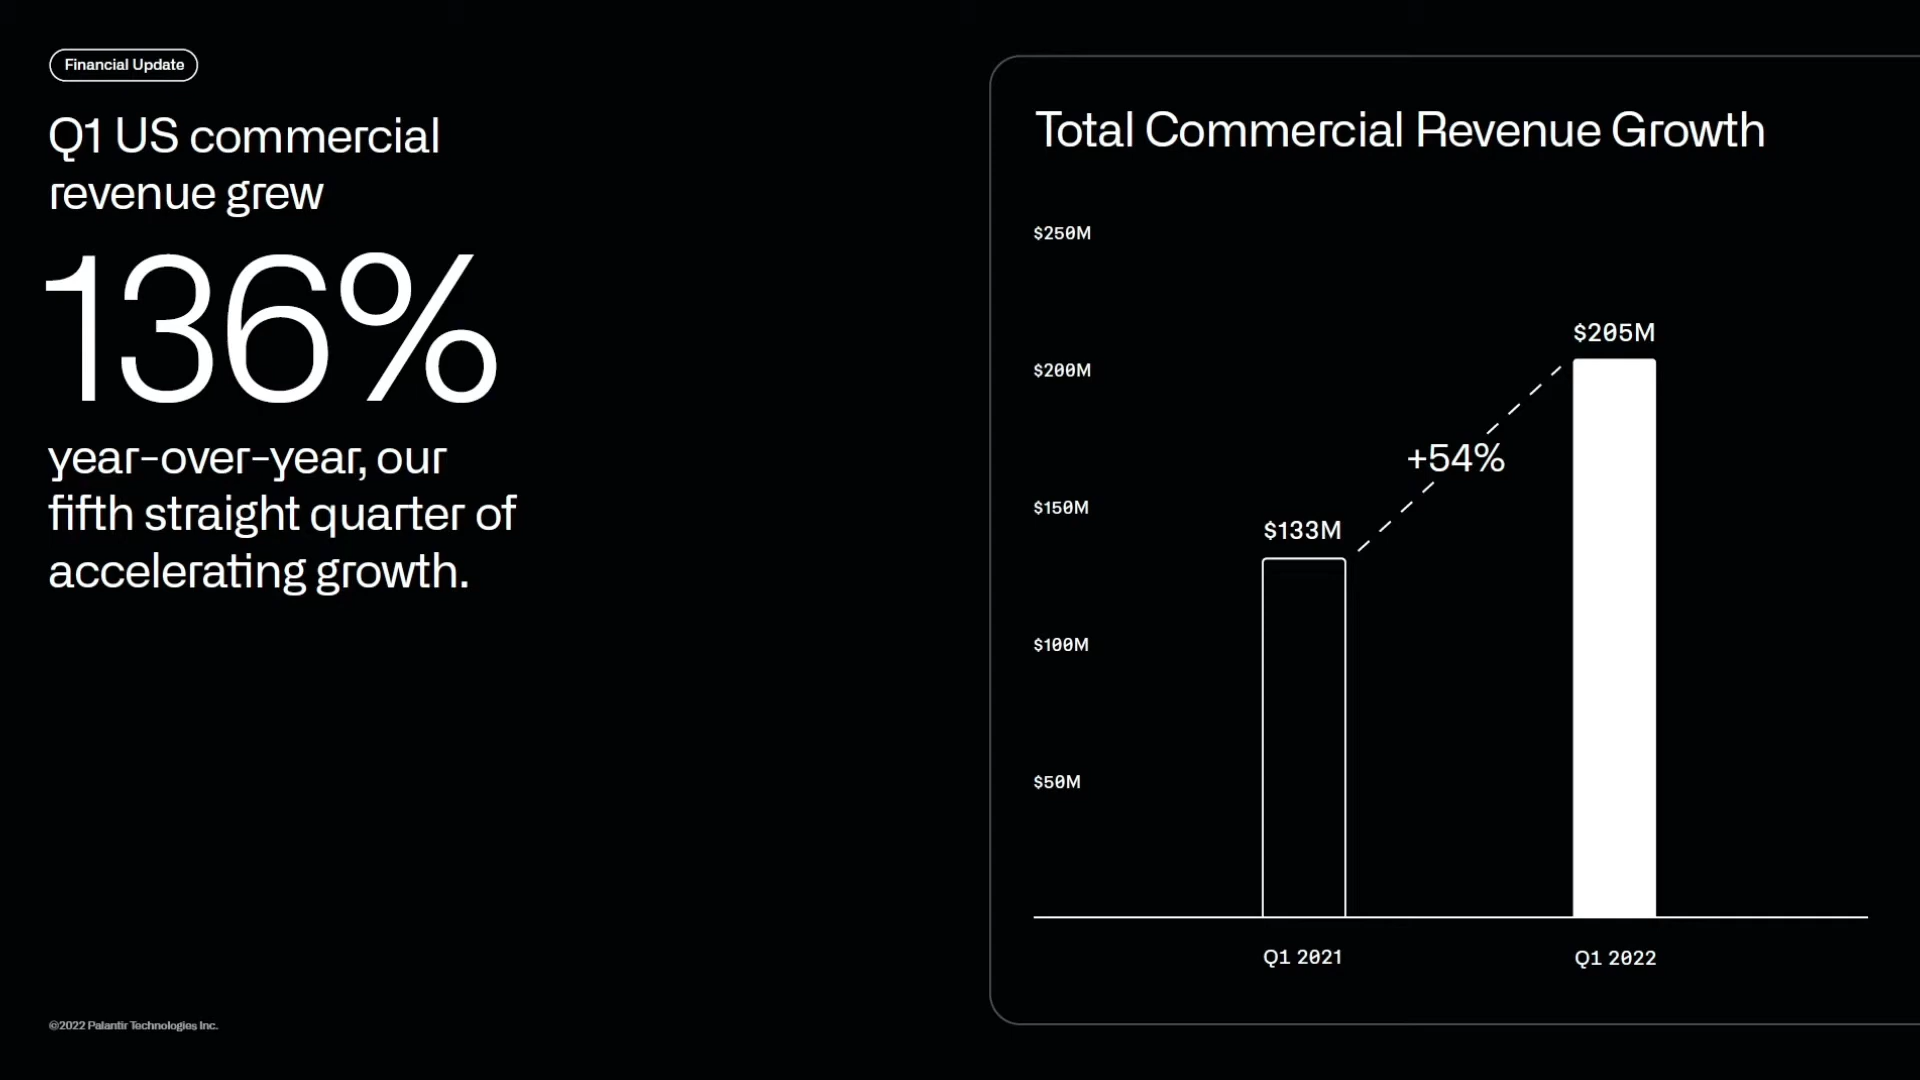 Financial Update
Q1 US commercial
revenue grew
136%
year-over-year, our
fifth straight quarter of
accelerating growth.
©2022 Palantir Technologies Inc.
Total Commercial Revenue Growth
$250M
$205M
$200M
+54%
$150M
$133M
$100M
$50M
Q1 2021
Q1 2022